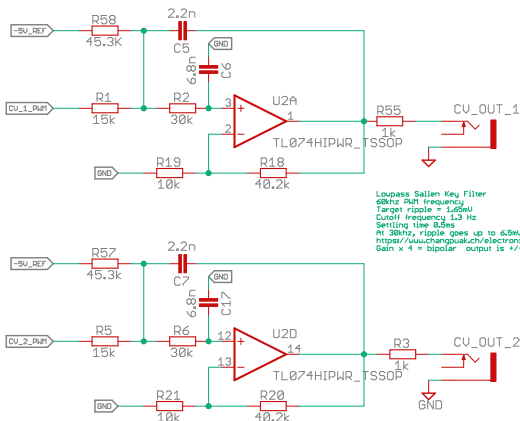 R58
2.2n
-5V_REF
GND
45.3K
C5
6.8n
C6
U2A
R1
R2
3
1
R55
CV_OUT_1
CV_1_PWM
15k
30k
2
1k
TL074HIPWR_TSSOP
R19
R18
GND
10k
40.2k
Lowpass Sallen Key Filter
60khz PWM frequency
Target ripple = 1.65mV
Cutoff frequency 1.3 Hz
Settling time 0.5ms
At 30khz, ripple goes up to 6.5mV
https://www.changpuak.ch/electron
Gain x 4 = bipolar output is +/-
R57
2.2n
-5V_REF
GND
45.3k
C7
6.8n
C17
U2D
R5
R6
12
14
R3
CV_OUT_2
CV_2_PWM
15k
30k
13
1k
TL074HIPWR_TSSOP
R21
R20
GND
GND
10k
40.2k